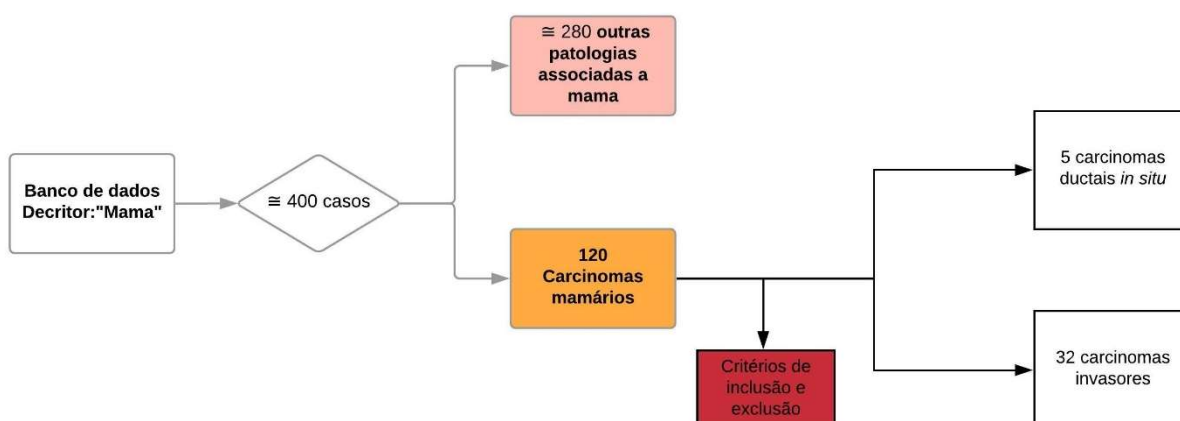 Banco de dados
Decritor:"Mama"
≅ 400 casos
≅ 280 outras
patologias
associadas a
mama
120
Carcinomas
mamários
Critérios de
inclusão e
exclusão
5 carcinomas
ductais in situ
32 carcinomas
invasores